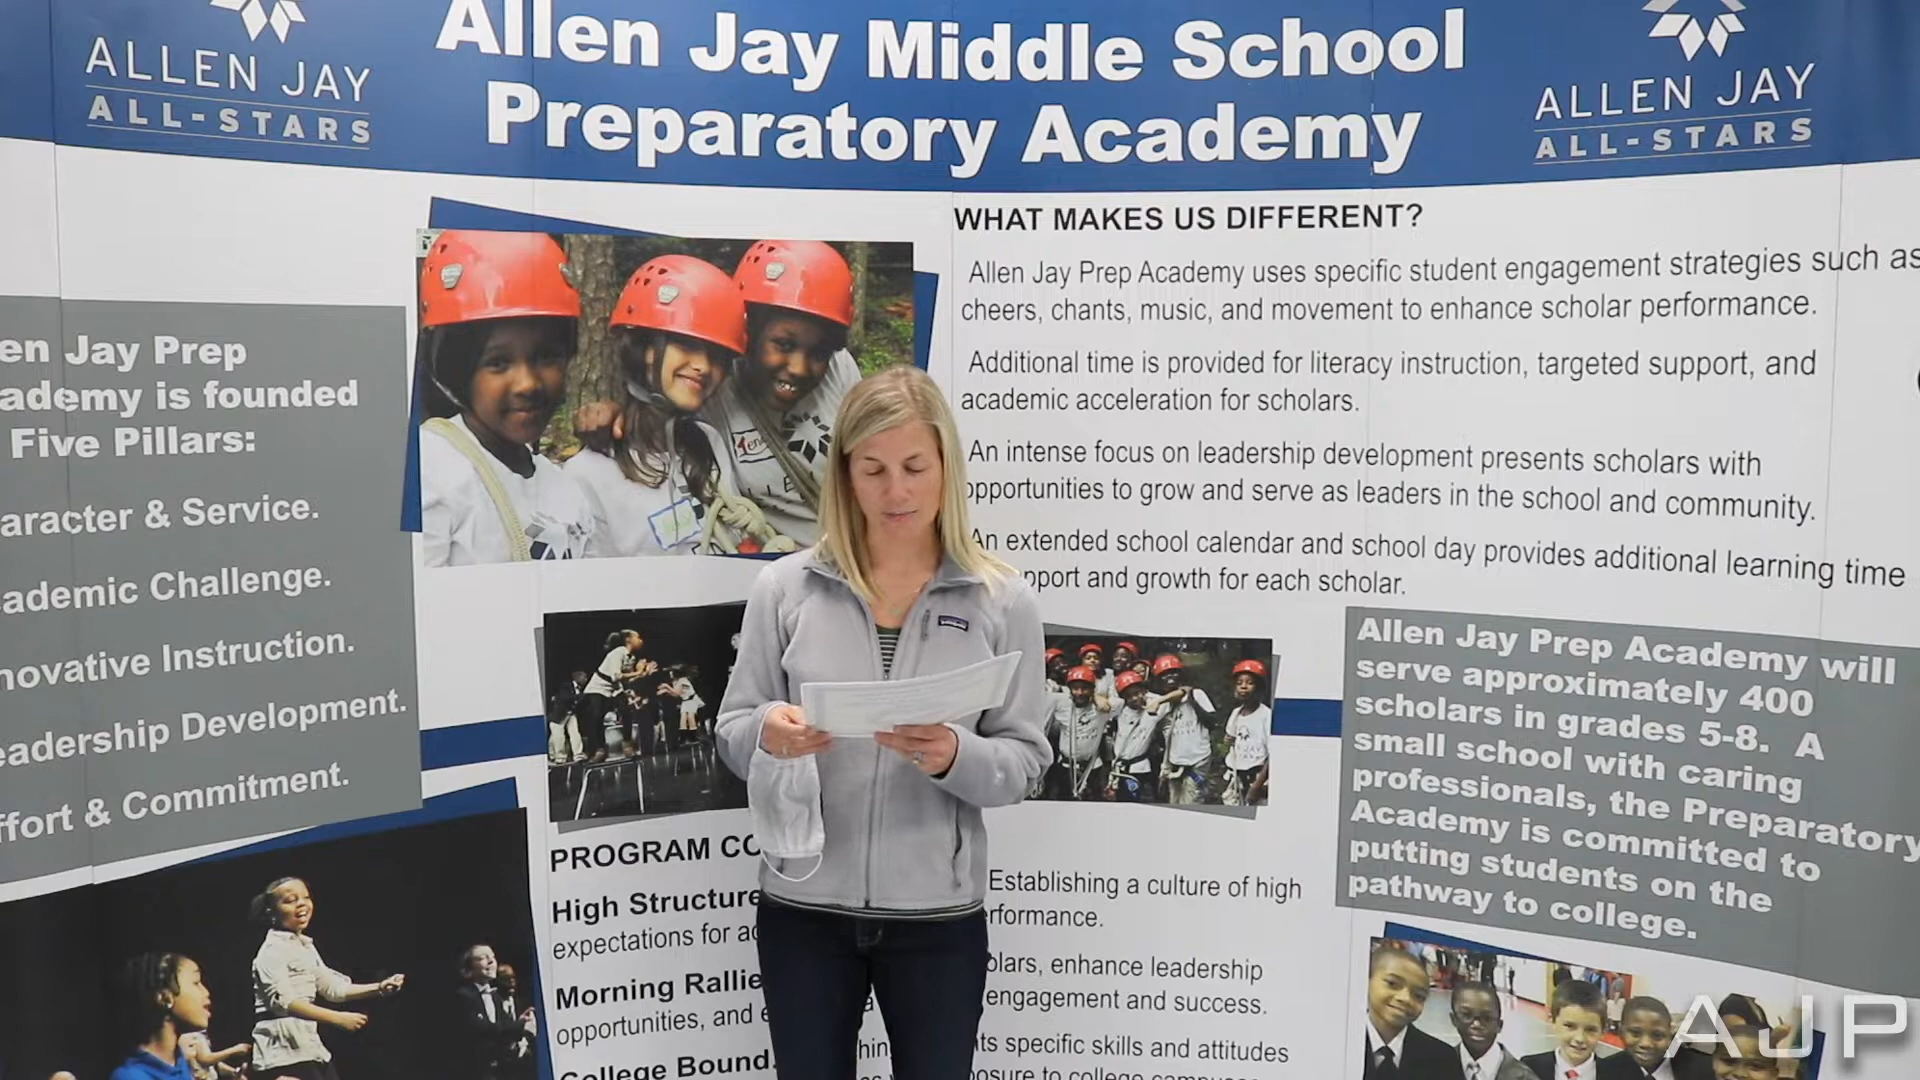 ALLEN JAY
ALL-STARS
Allen Jay Middle School
Preparatory Academy
ALLEN JAY
ALL-STARS
en Jay Prep
ademy is founded
Five Pillars:
aracter & Service.
ademic Challenge.
novative Instruction.
eadership Development.
ffort & Commitment.
WHAT MAKES US DIFFERENT?
Allen Jay Prep Academy uses specific student engagement strategies such as
cheers, chants, music, and movement to enhance scholar performance.
Additional time is provided for literacy instruction, targeted support, and
academic acceleration for scholars.
An intense focus on leadership development presents scholars with
opportunities to grow and serve as leaders in the school and community.
An extended school calendar and school day provides additional learning time
pport and growth for each scholar.
Allen Jay Prep Academy will
serve approximately 400
scholars in grades 5-8. A
small school with caring
professionals, the Preparatory
Academy is committed to
putting students on the
pathway to college.
PROGRAM CO
High Structure Establishing a culture of high
expectations for ac rformance.
Morning Rallie olars, enhance leadership
opportunities, and e engagement and success.
College Bound. hing ts specific skills and attitudes
posure to college campuses
AJP